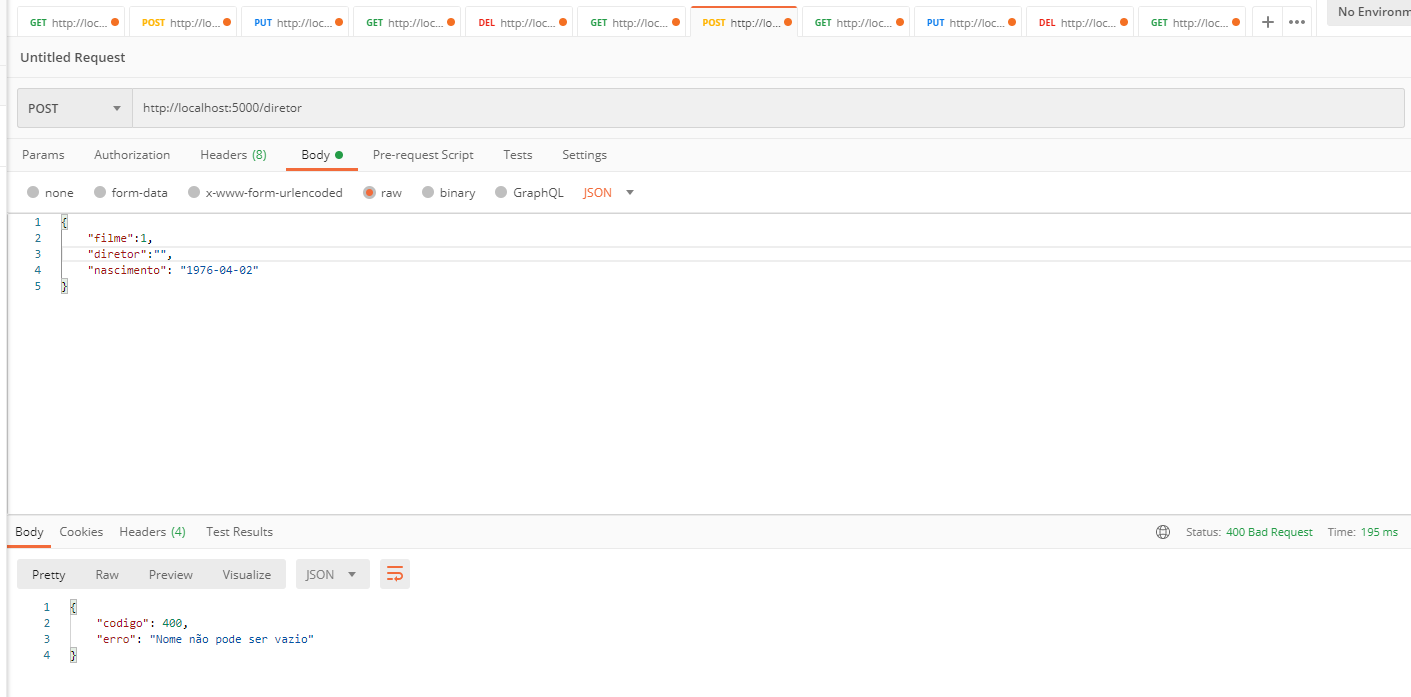 GET http://loc... POST http://lo... PUT http://loc... GET http://loc... DEL http://loc... GET http://loc... POST http://lo... GET http://loc... PUT http://loc... DEL http://loc... GET http://loc... + ••• No Environm
Untitled Request
POST http://localhost:5000/diretor
Params Authorization Headers (8) Body Pre-request Script Tests Settings
none form-data x-www-form-urlencoded raw binary GraphQL JSON
1 {
2 "filme":1,
3 "diretor":"",
4 "nascimento": "1976-04-02"
5 }
Body Cookies Headers (4) Test Results Status: 400 Bad Request Time: 195 ms
Pretty Raw Preview Visualize JSON
1 {
2 "codigo": 400,
3 "erro": "Nome não pode ser vazio"
4 }